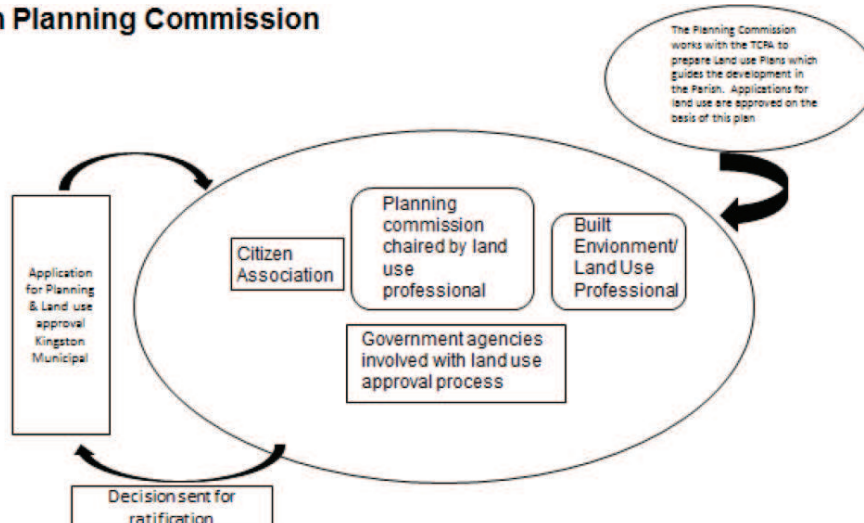 n Planning Commission
The Planning Commission
works with the TCPA to
prepare Land use Plans which
guides the development in
the Parish. Applications for
land use are approved on the
basis of this plan
Application
for Planning
& Land use
approval
Kingston
Municipal
Citizen
Association
Planning
commission
chaired by land
use
professional
Built
Envionment/
Land Use
Professional
Government agencies
involved with land use
approval process
Decision sent for
ratification